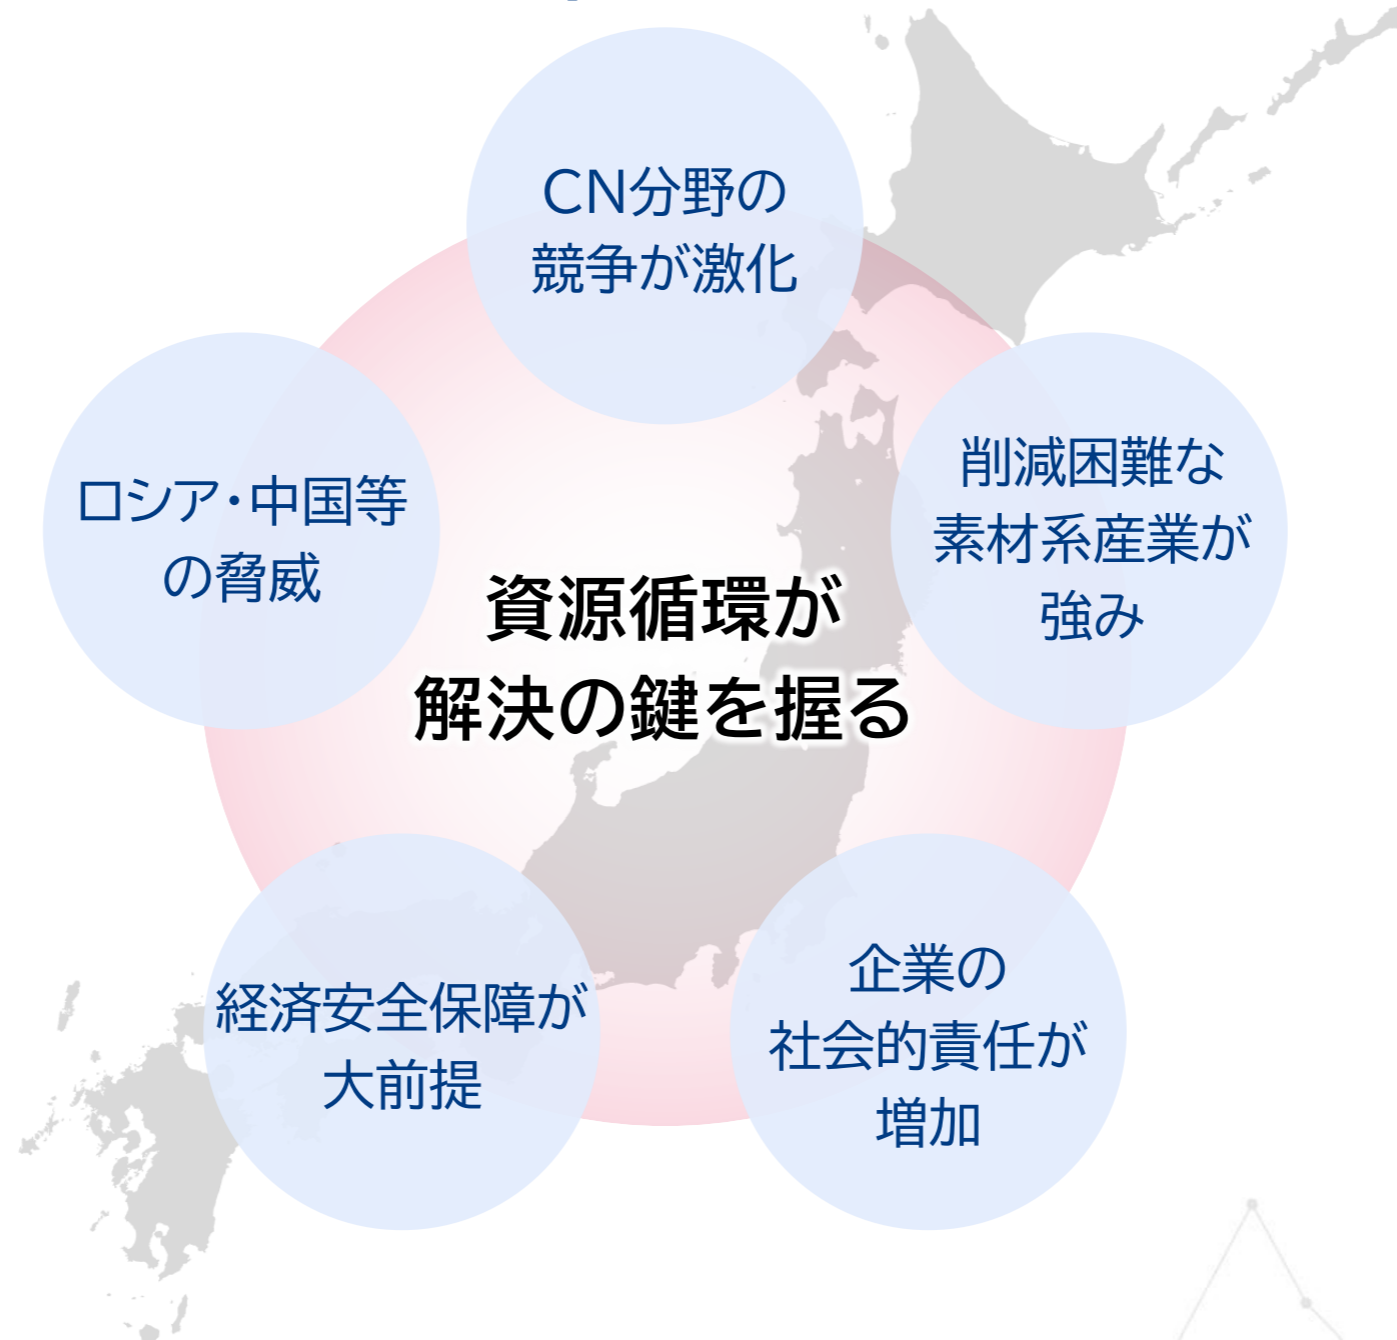 CN分野の
競争が激化
削減困難な
素材系産業が
強み
ロシア・中国等
の脅威
資源循環が
解決の鍵を握る
経済安全保障が
大前提
企業の
社会的責任が
増加